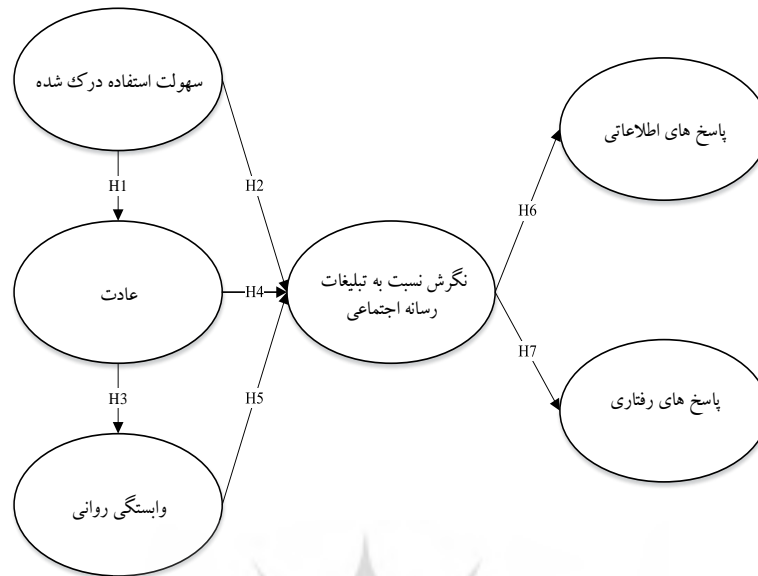 سهولت استفاده درک شده
پاسخ های اطلاعاتی
H1
H2
H6
عادت
H4
نگرش نسبت به تبلیغات
رسانه اجتماعی
H3
H5
H7
پاسخ های رفتاری
وابستگی روانی